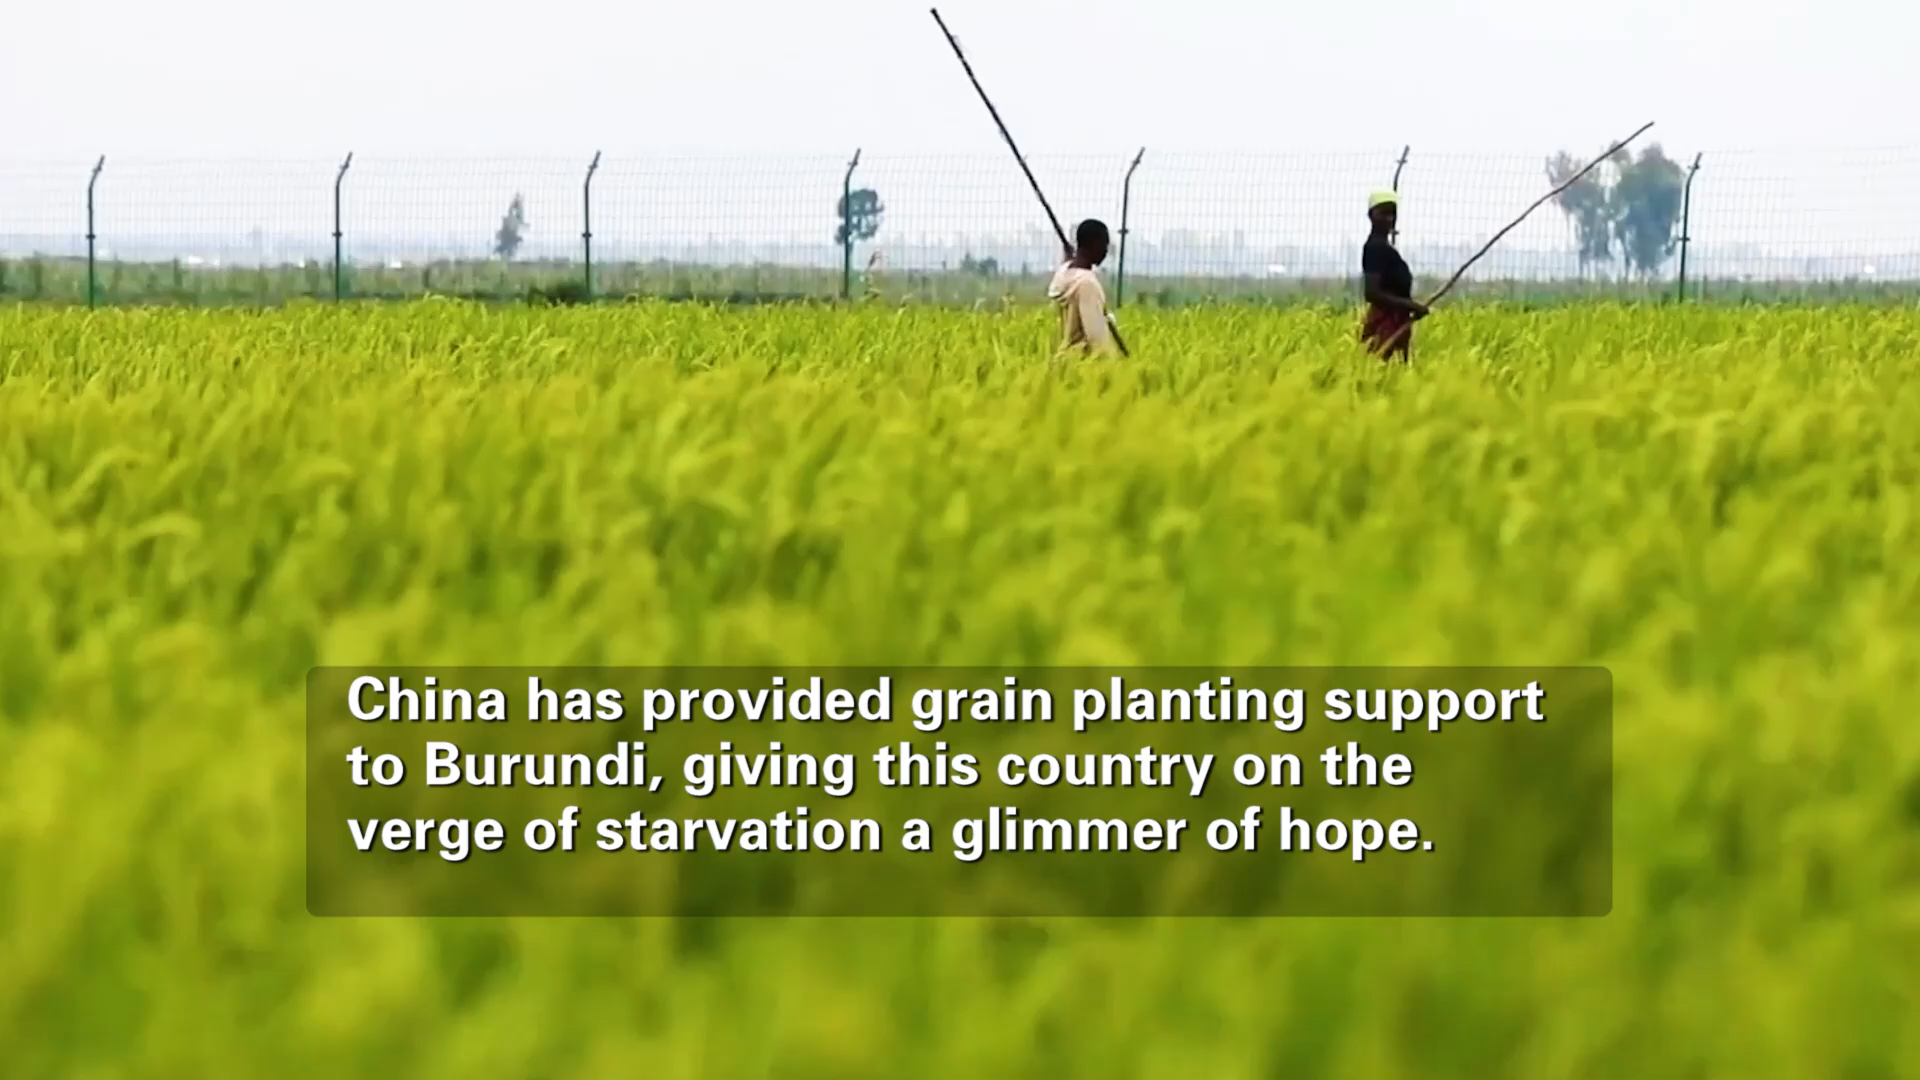 China has provided grain planting support
to Burundi, giving this country on the
verge of starvation a glimmer of hope.